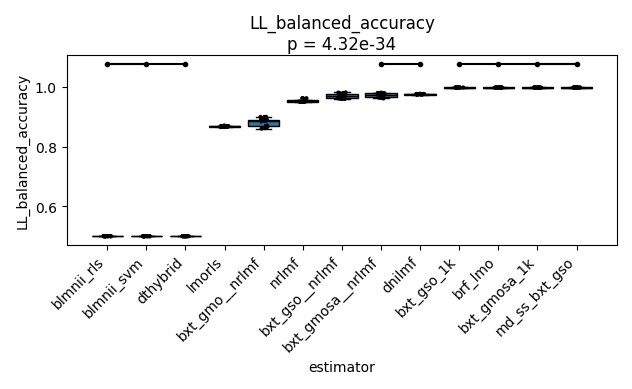 LL_balanced_accuracy
p = 4.32e-34
LL_balanced_accuracy
1.0
0.8
0.6
blmnii_rls
blmnii_svm
dthybrid
lmorls
bxt_gmo__nrlmf
nrlmf
bxt_gso__nrlmf
bxt_gmosa__nrlmf
dnilmf
bxt_gso_1k
brf_lmo
bxt_gmosa_1k
md_ss_bxt_gso
estimator